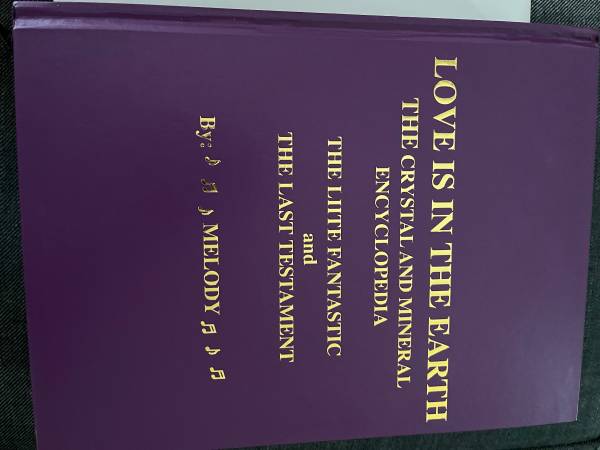 LOVE IS IN THE EARTH
THE CRYSTAL AND MINERAL
ENCYCLOPEDIA
THE LIITE FANTASTIC
and
THE LAST TESTAMENT
By: ♪ ♬ ♪ MELODY ♬ ♪ ♬